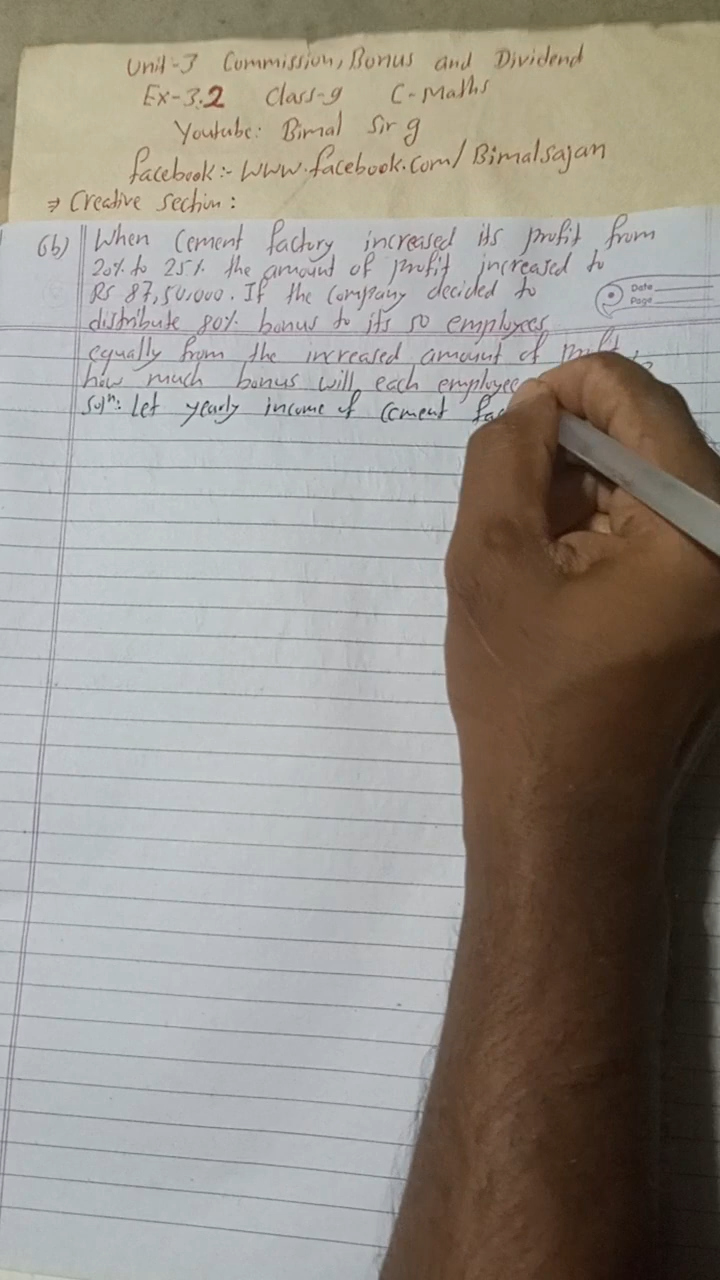 Unit-3 Commission, Bonus and Dividend
Ex-3.2 Class-9 C-Maths
Youtube: Bimal Sir g
facebook:- www.facebook.com/Bimalsajan
⇒ Creative section:
6b) When Cement factory increased its profit from
20% to 25% the amount of profit increased to
Rs 87,50,000. If the company decided to
Date
Page
distribute 80% bonus to its 50 employees
equally from the increased amount of
how much bonus will each employee
Solⁿ: Let yearly income of cement